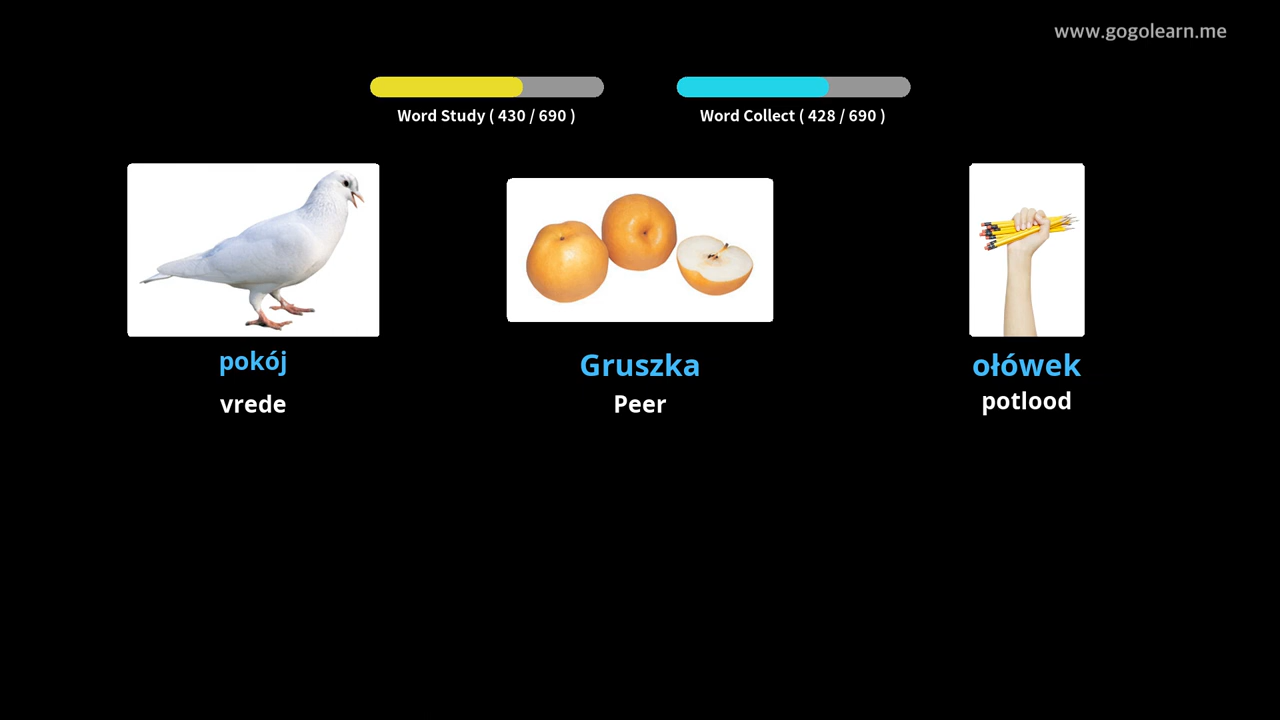 www.gogolearn.me
Word Study ( 430 / 690 )
Word Collect ( 428 / 690 )
pokój
Gruszka
ołówek
vrede
Peer
potlood